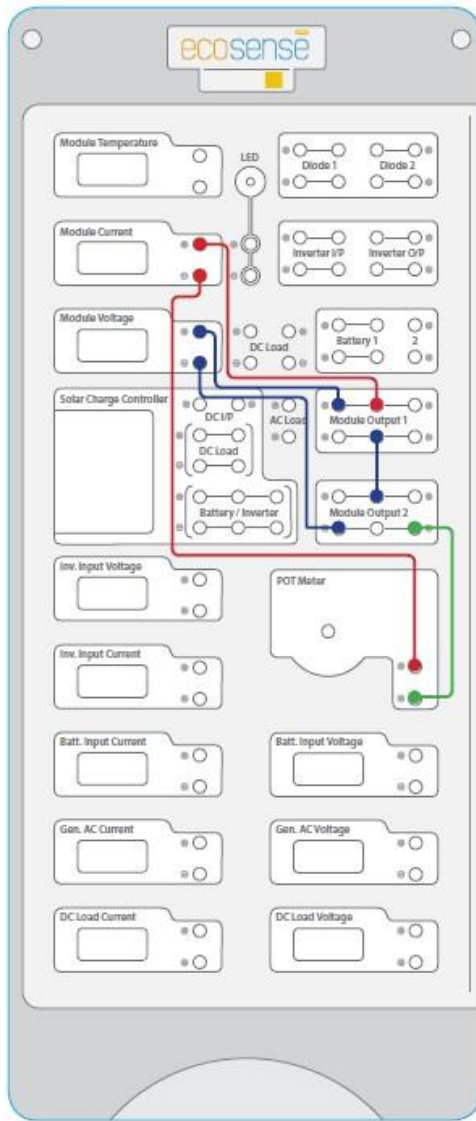 ecosense
Module Temperature
LED
Diode 1
Diode 2
Module Current
Inverter I/P
Inverter O/P
Module Voltage
DC Load
Battery 1
2
Solar Charge Controller
DC I/P
AC Load
Module Output 1
DC Load
Battery / Inverter
Module Output 2
Inv. Input Voltage
POT Meter
Inv. Input Current
Batt. Input Current
Batt. Input Voltage
Gen. AC Current
Gen. AC Voltage
DC Load Current
DC Load Voltage